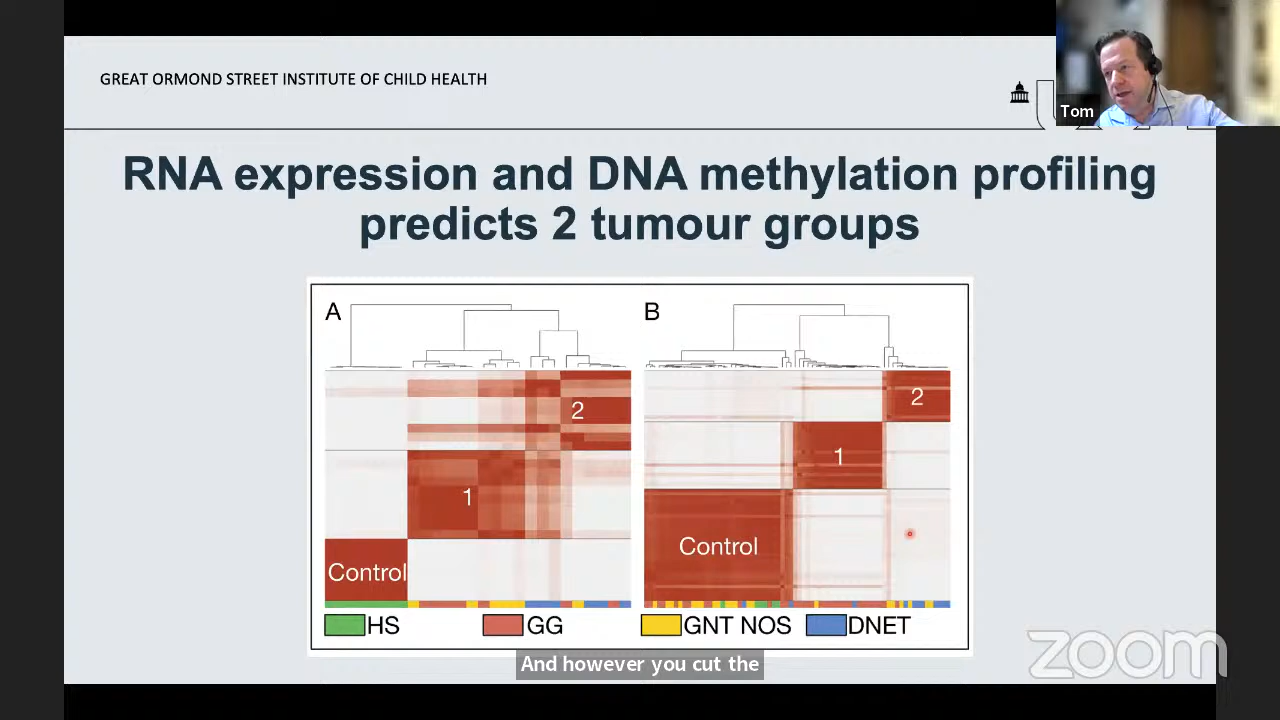 GREAT ORMOND STREET INSTITUTE OF CHILD HEALTH
Tom
RNA expression and DNA methylation profiling
predicts 2 tumour groups
A
B
2
2
1
1
Control
Control
HS
GG
GNT NOS
DNET
And however you cut the
zoom